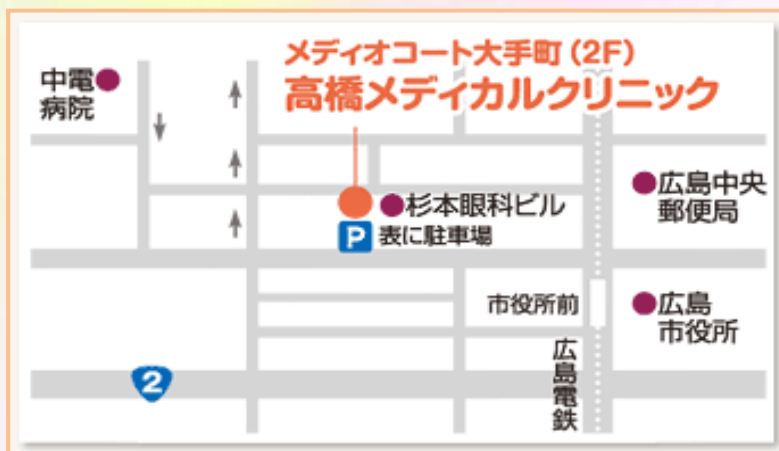 メディオコート大手町(2F)
高橋メディカルクリニック
中電
病院
杉本眼科ビル
P 表に駐車場
広島中央
郵便局
市役所前
広島
市役所
広島電鉄
2